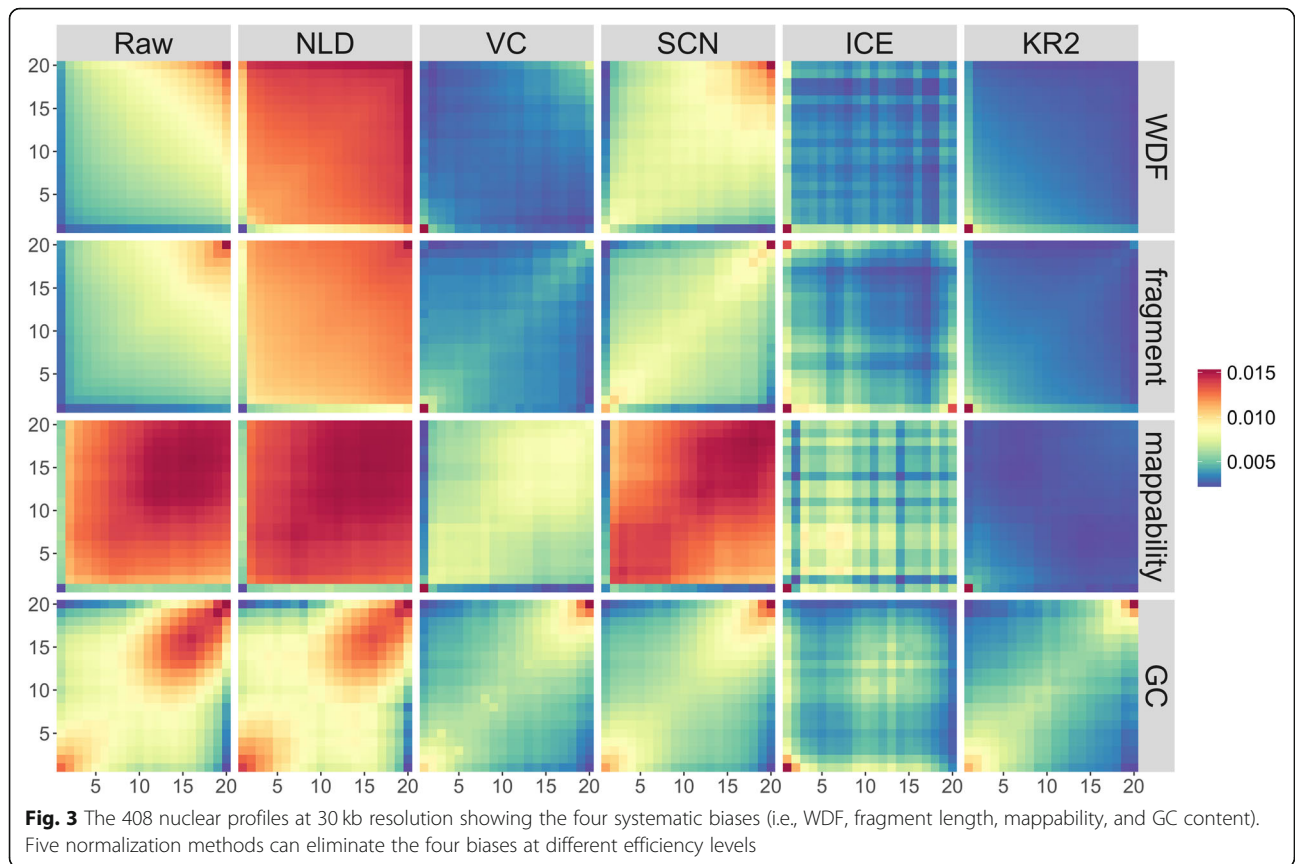 Raw NLD VC SCN ICE KR2
20
15
10
5
WDF
20
15
10
5
fragment
20
15
10
5
mappability
20
15
10
5
GC
5 10 15 20 5 10 15 20 5 10 15 20 5 10 15 20 5 10 15 20 5 10 15 20
0.015
0.010
0.005
Fig. 3 The 408 nuclear profiles at 30 kb resolution showing the four systematic biases (i.e., WDF, fragment length, mappability, and GC content).
Five normalization methods can eliminate the four biases at different efficiency levels